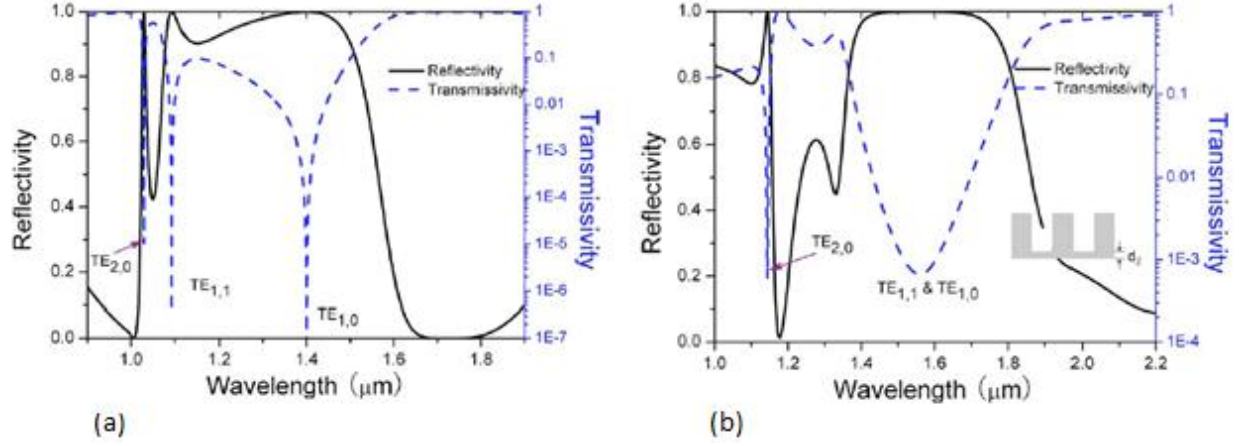 1.0
0.8
0.6
0.4
0.2
0.0
Reflectivity
1.0 1.2 1.4 1.6 1.8
Wavelength (μm)
1
0.1
0.01
1E-3
1E-4
1E-5
1E-6
1E-7
Transmissivity
Reflectivity
Transmissivity
TE2,0
TE1,1
TE1,0
(a)
1.0
0.8
0.6
0.4
0.2
0.0
Reflectivity
1.0 1.2 1.4 1.6 1.8 2.0 2.2
Wavelength (μm)
1
0.1
0.01
1E-3
1E-4
Transmissivity
Reflectivity
Transmissivity
TE2,0
TE1,1 & TE1,0
(b)